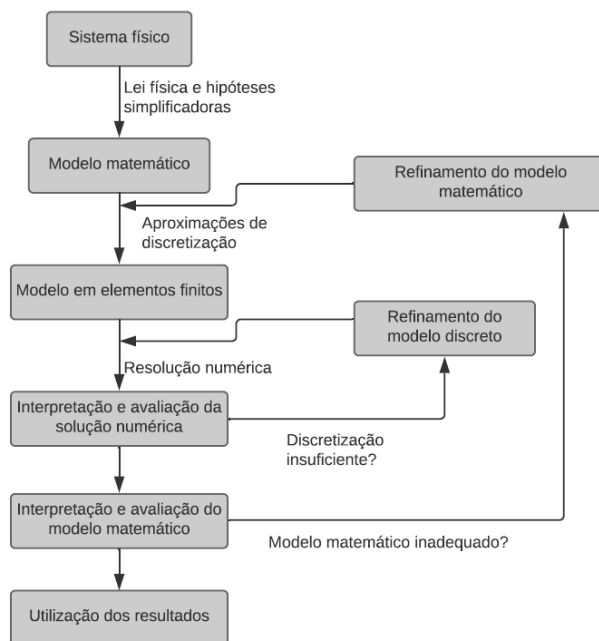 Sistema físico
Lei física e hipóteses
simplificadoras
Modelo matemático
Refinamento do modelo
matemático
Aproximações de
discretização
Modelo em elementos finitos
Refinamento do
modelo discreto
Resolução numérica
Interpretação e avaliação da
solução numérica
Discretização
insuficiente?
Interpretação e avaliação do
modelo matemático
Modelo matemático inadequado?
Utilização dos resultados